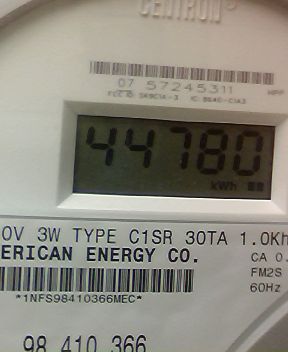 CENTRON®
07 57245311
44780
kWh
0V 3W TYPE C1SR 30TA 1.0Kh
ERICAN ENERGY CO.
CA 0.
FM2S
60Hz
*1NFS98410366MEC*
98 410 366